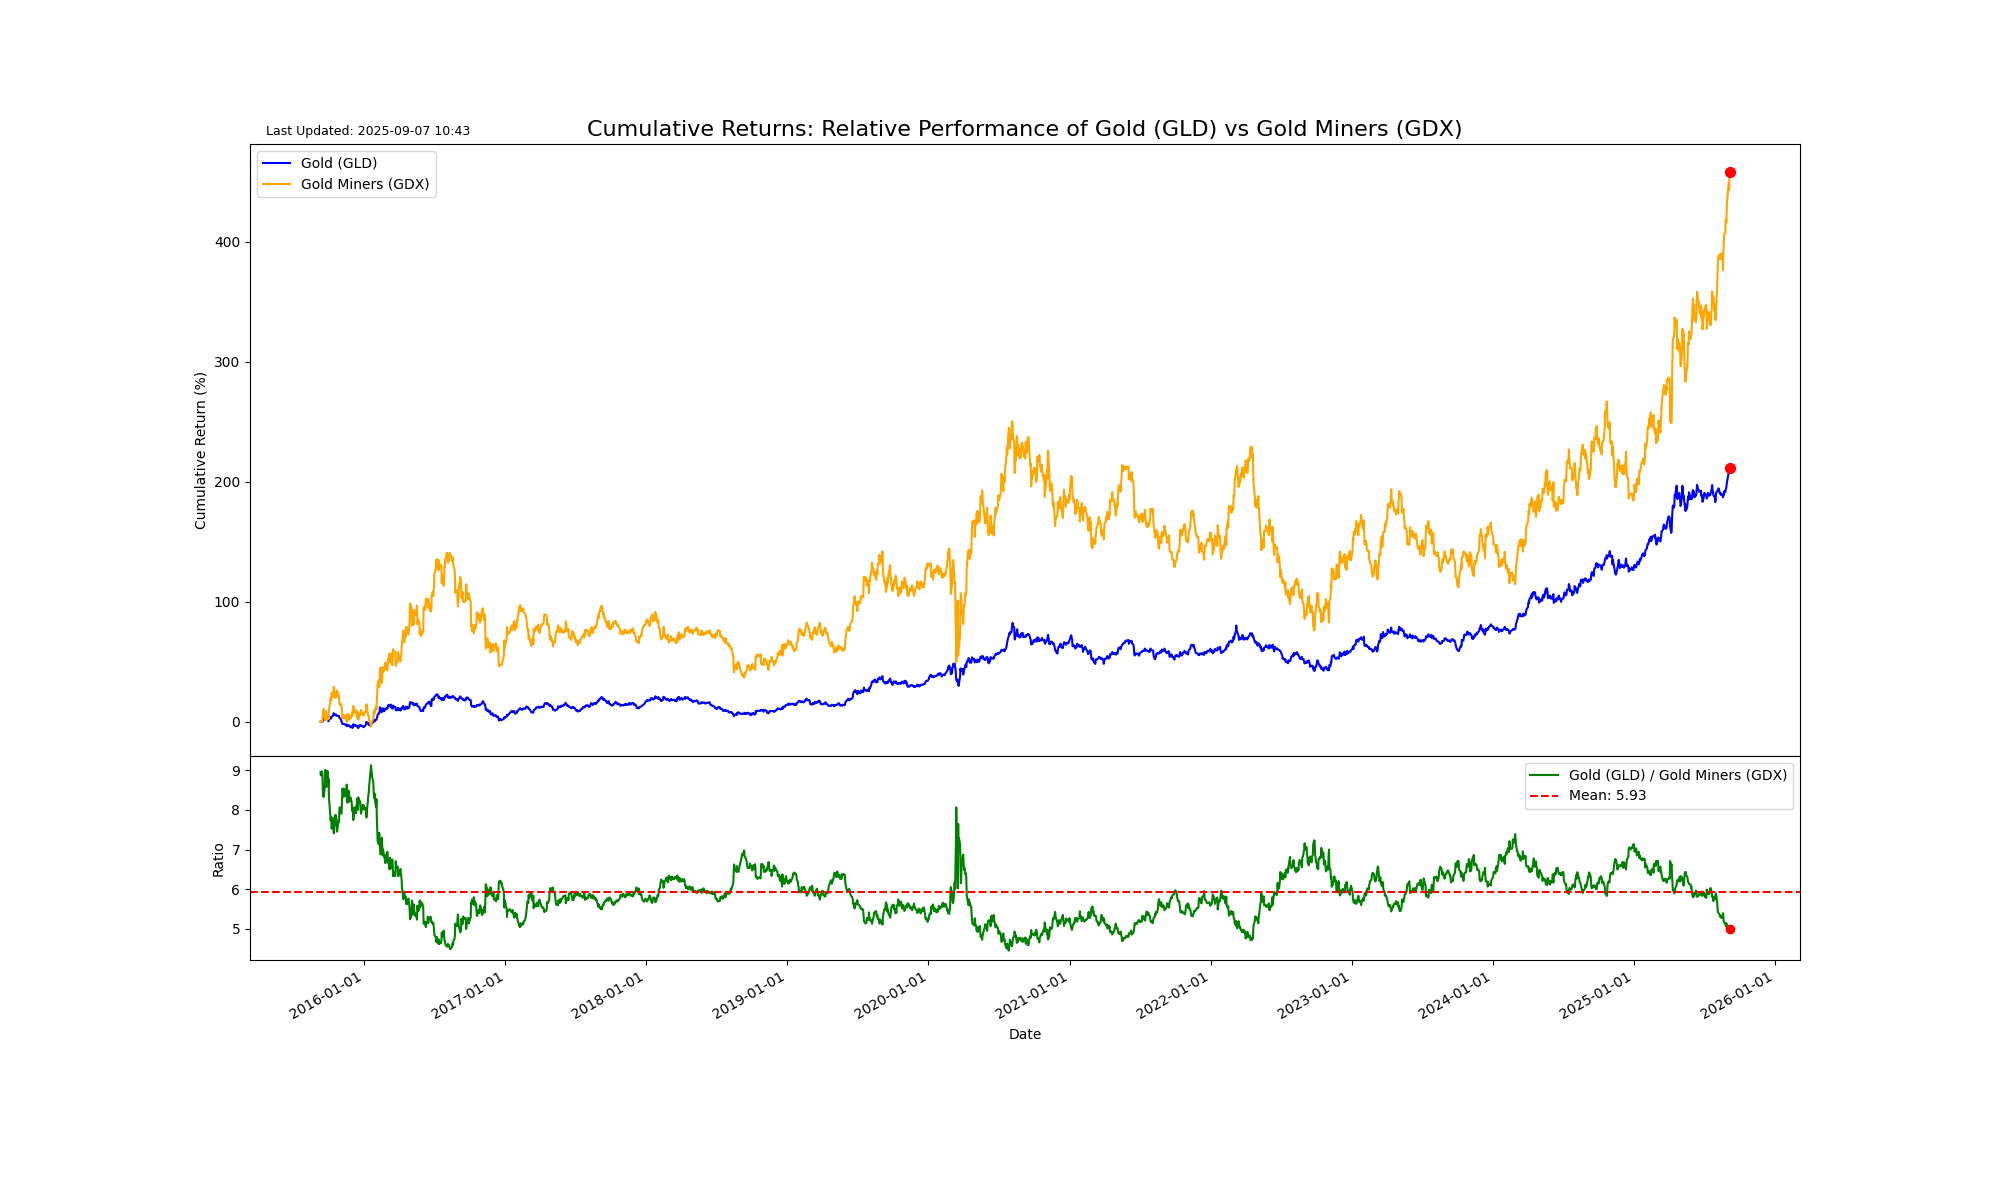 Last Updated: 2025-09-07 10:43
Cumulative Returns: Relative Performance of Gold (GLD) vs Gold Miners (GDX)
Gold (GLD)
Gold Miners (GDX)
400
300
200
100
0
Cumulative Return (%)
Gold (GLD) / Gold Miners (GDX)
Mean: 5.93
9
8
7
6
5
Ratio
2016-01-01
2017-01-01
2018-01-01
2019-01-01
2020-01-01
2021-01-01
2022-01-01
2023-01-01
2024-01-01
2025-01-01
2026-01-01
Date